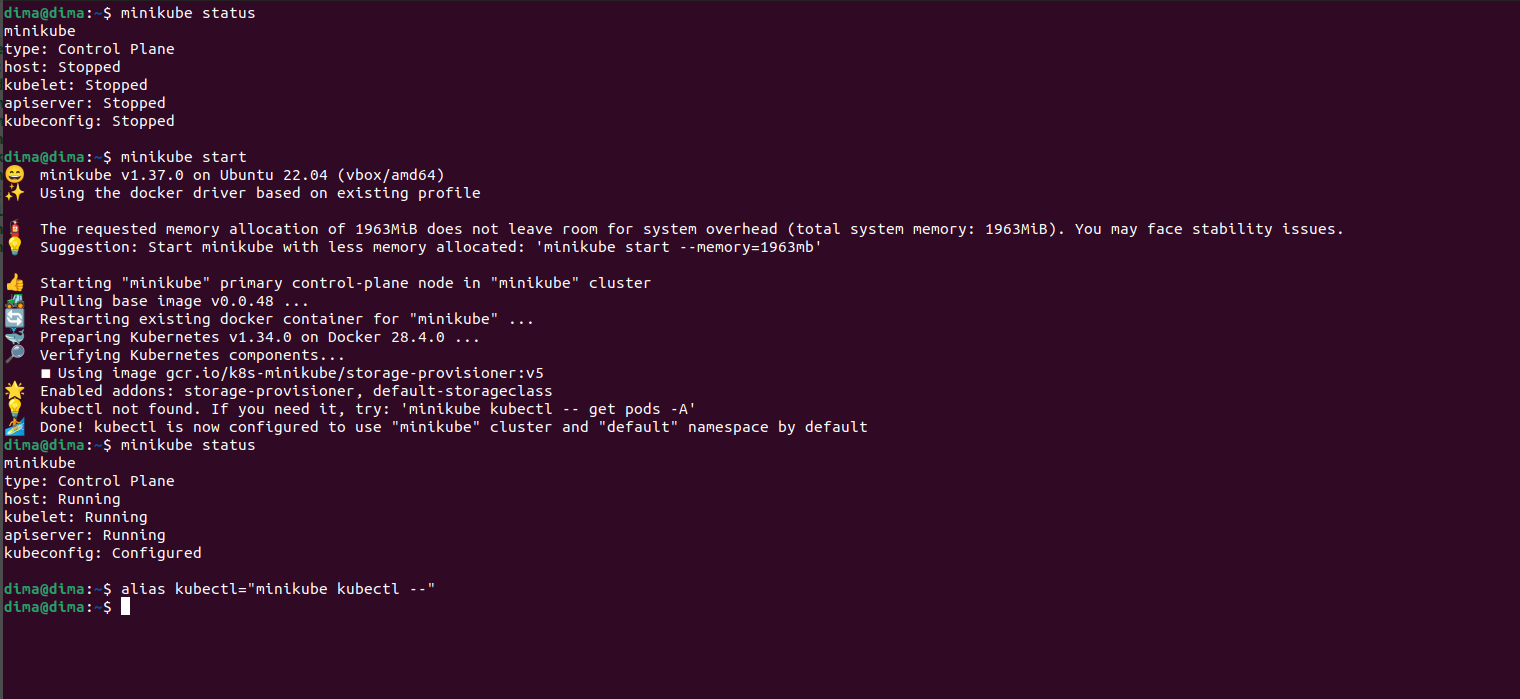 dima@dima:~$ minikube status
minikube
type: Control Plane
host: Stopped
kubelet: Stopped
apiserver: Stopped
kubeconfig: Stopped
dima@dima:~$ minikube start
😄 minikube v1.37.0 on Ubuntu 22.04 (vbox/amd64)
✨ Using the docker driver based on existing profile
🧯 The requested memory allocation of 1963MiB does not leave room for system overhead (total system memory: 1963MiB). You may face stability issues.
💡 Suggestion: Start minikube with less memory allocated: 'minikube start --memory=1963mb'
👍 Starting "minikube" primary control-plane node in "minikube" cluster
🚜 Pulling base image v0.0.48 ...
🔄 Restarting existing docker container for "minikube" ...
🐳 Preparing Kubernetes v1.34.0 on Docker 28.4.0 ...
🔎 Verifying Kubernetes components...
■ Using image gcr.io/k8s-minikube/storage-provisioner:v5
🌟 Enabled addons: storage-provisioner, default-storageclass
💡 kubectl not found. If you need it, try: 'minikube kubectl -- get pods -A'
🏄 Done! kubectl is now configured to use "minikube" cluster and "default" namespace by default
dima@dima:~$ minikube status
minikube
type: Control Plane
host: Running
kubelet: Running
apiserver: Running
kubeconfig: Configured
dima@dima:~$ alias kubectl="minikube kubectl --"
dima@dima:~$